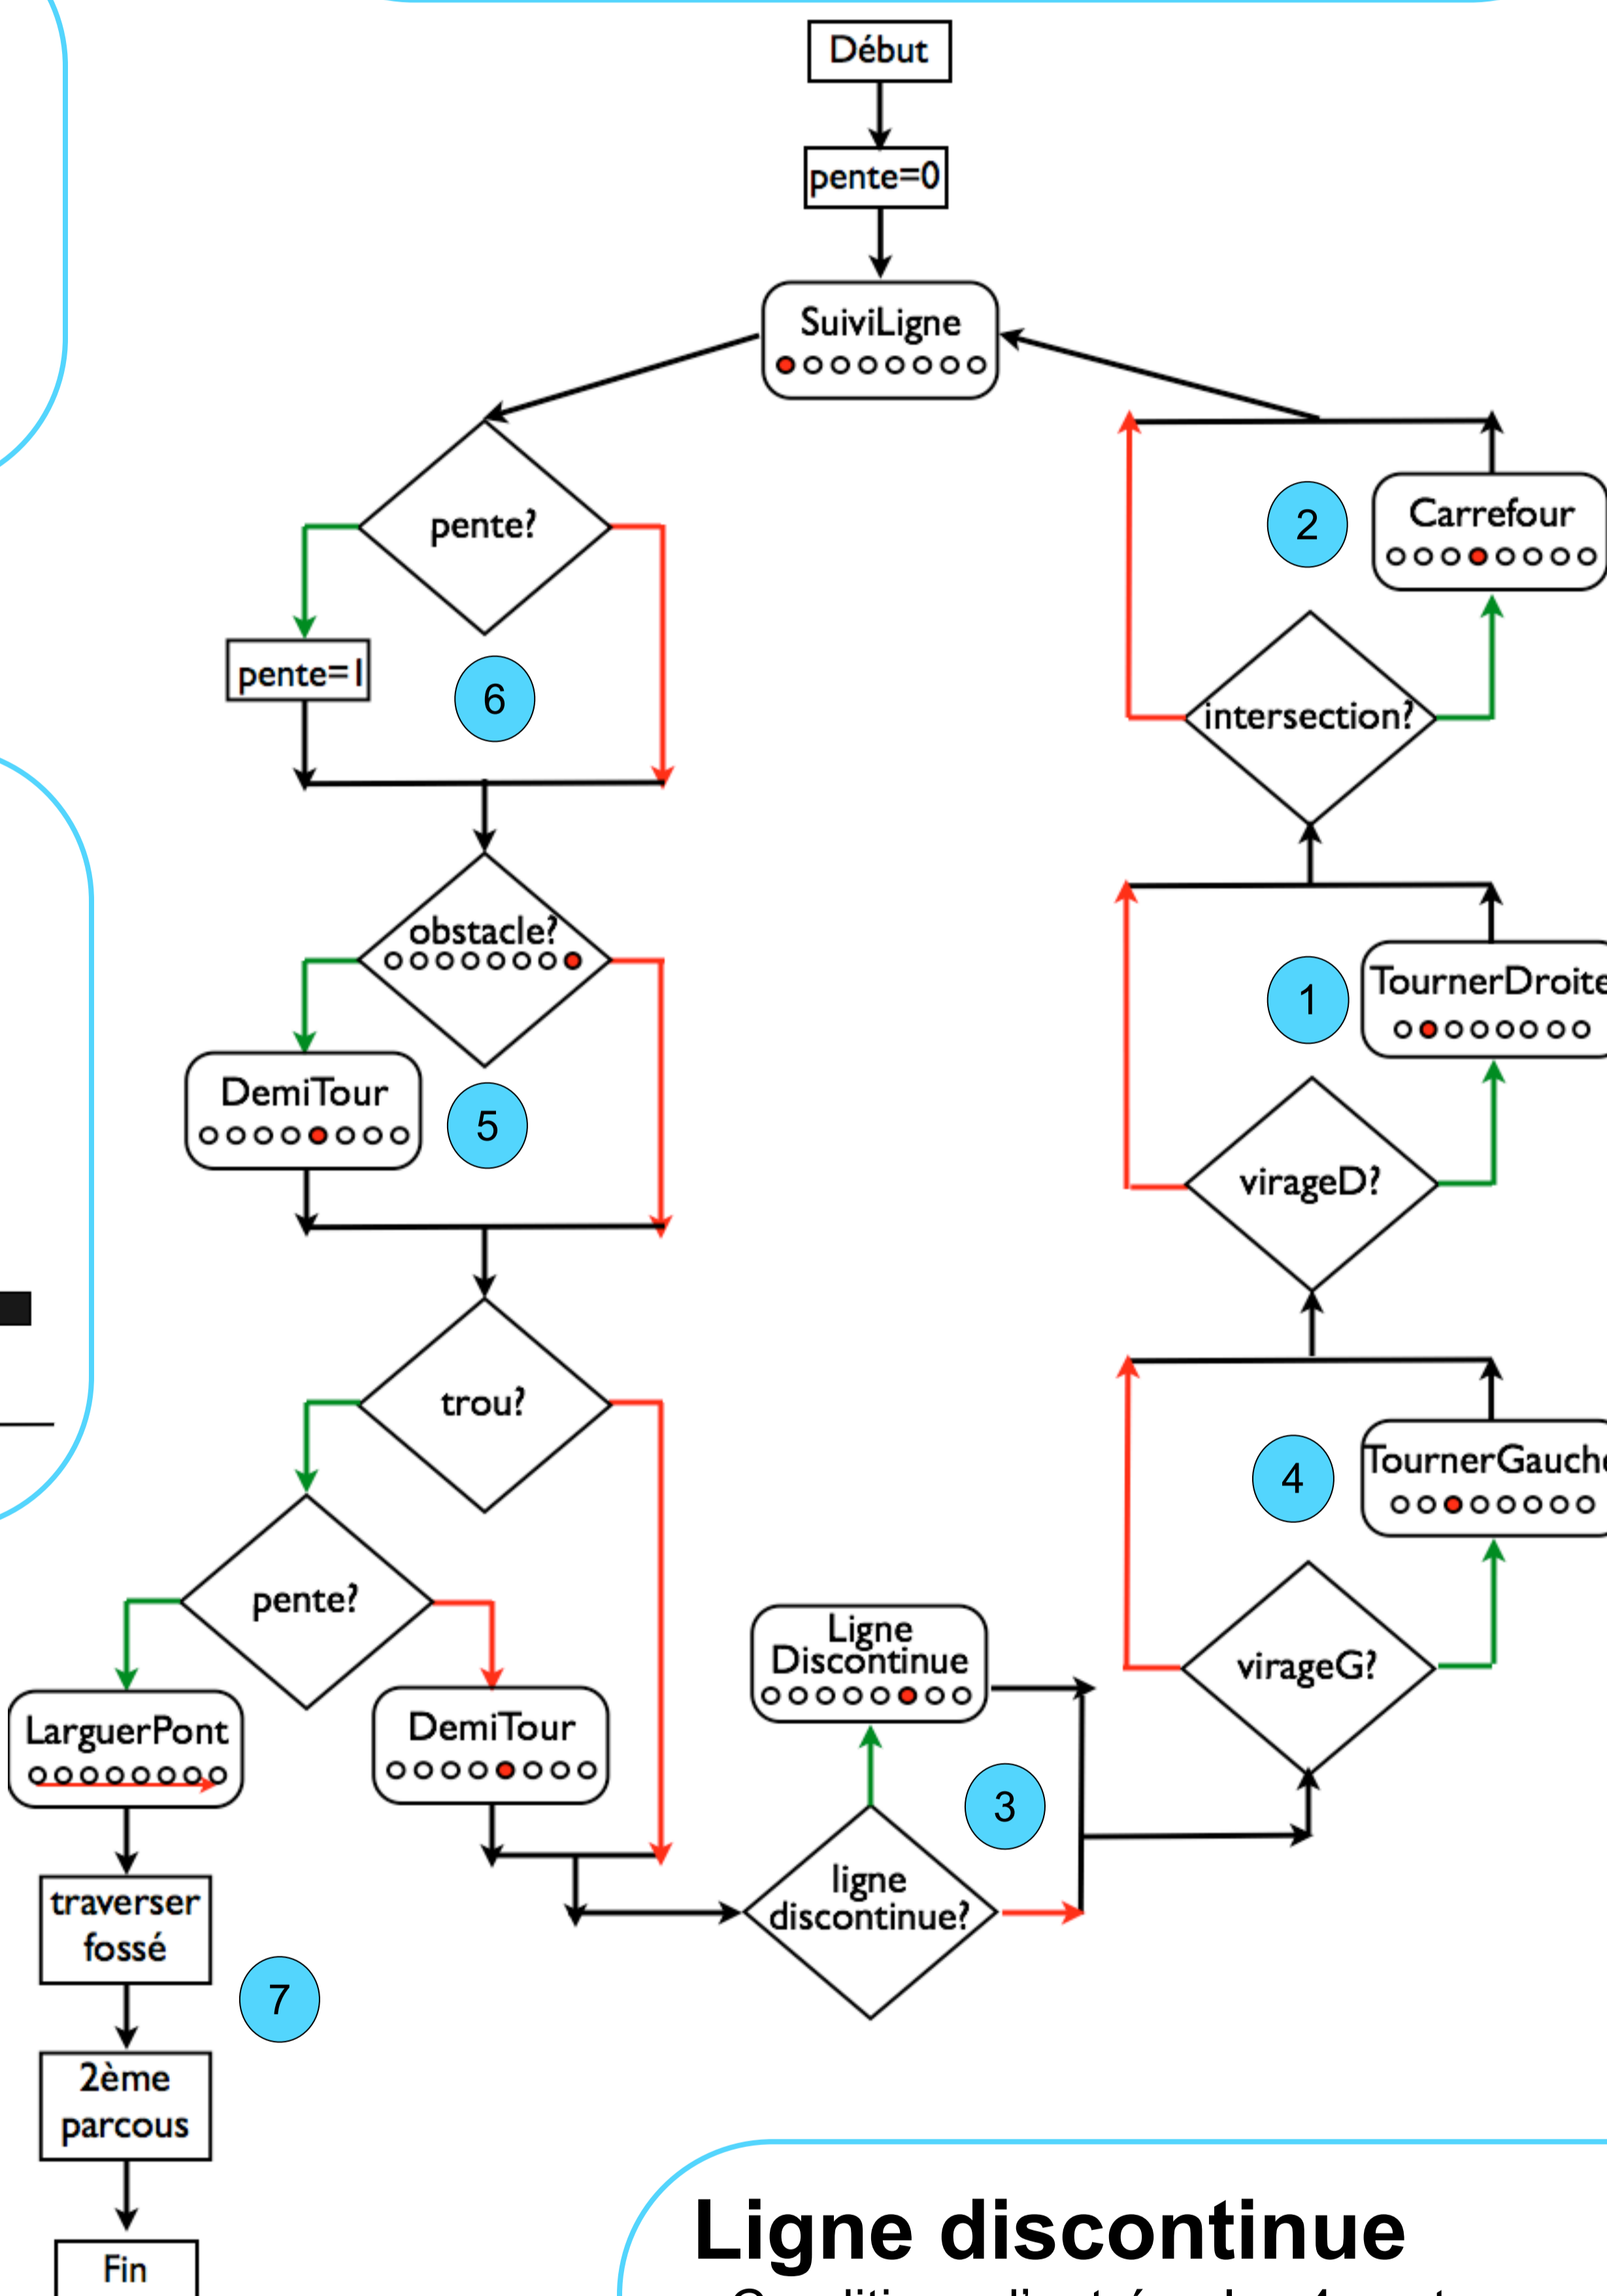 Début
pente=0
SuiviLigne
pente?
pente=1
6
obstacle?
DemiTour
5
trou?
pente?
LarguerPont
DemiTour
traverser
fossé
7
2ème
parcous
Fin
Ligne
Discontinue
3
ligne
discontinue?
virageG?
4
TournerGauche
virageD?
1
TournerDroite
intersection?
2
Carrefour
Ligne discontinue